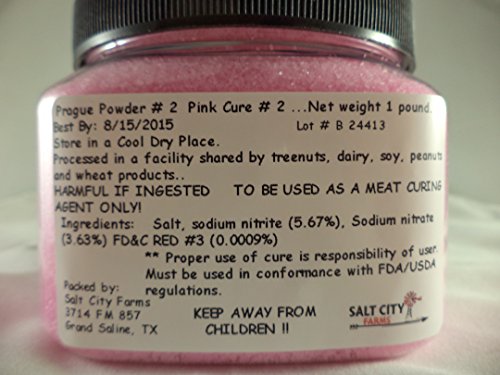 Prague Powder # 2 Pink Cure # 2 ...Net weight 1 pound.
Best By: 8/15/2015 Lot # B 24413
Store in a Cool Dry Place.
Processed in a facility shared by treenuts, dairy, soy, peanuts
and wheat products..
HARMFUL IF INGESTED TO BE USED AS A MEAT CURING
AGENT ONLY!
Ingredients: Salt, sodium nitrite (5.67%), Sodium nitrate
(3.63%) FD&C RED #3 (0.0009%)
** Proper use of cure is responsibility of user.
Must be used in conformance with FDA/USDA
regulations.
Packed by:
Salt City Farms
3714 FM 857
Grand Saline, TX
KEEP AWAY FROM
CHILDREN !!
SALT CITY
FARMS